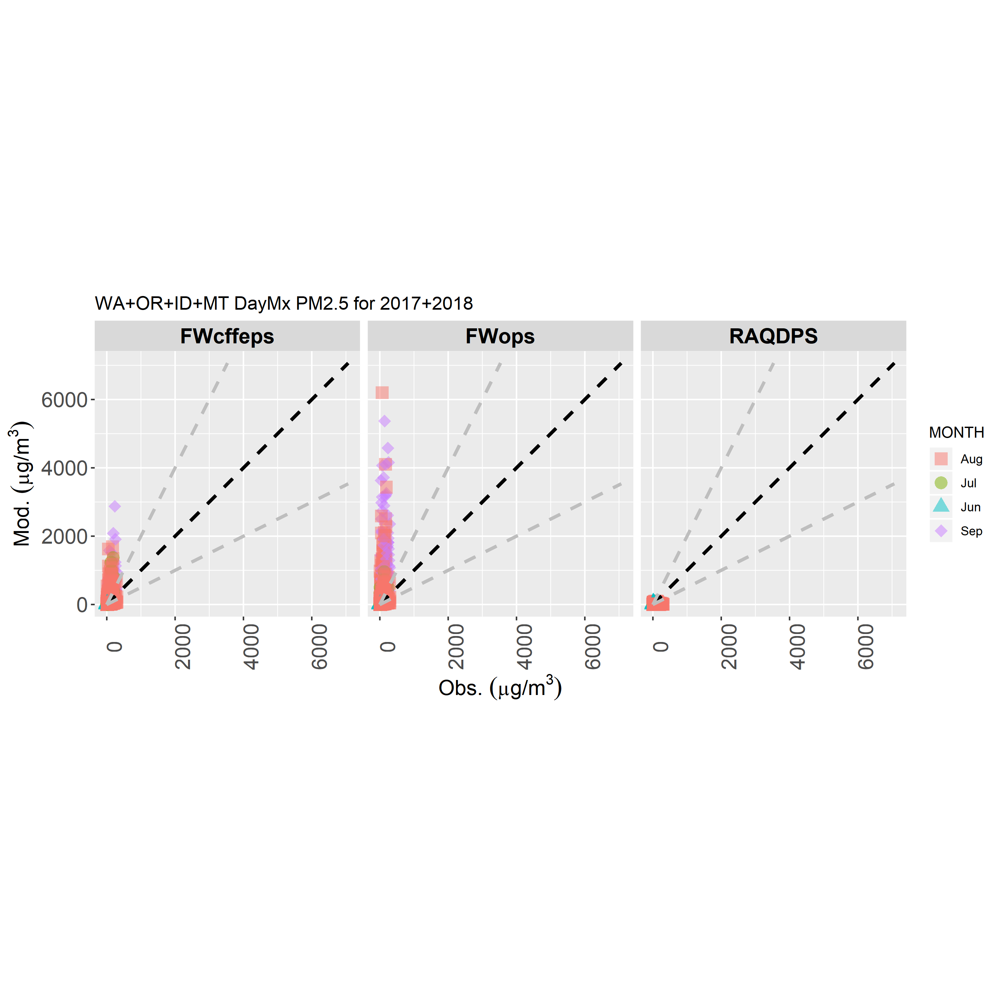 WA+OR+ID+MT DayMx PM2.5 for 2017+2018
FWcffeps
FWops
RAQDPS
Mod. (μg/m³)
6000
4000
2000
0
0
2000
4000
6000
0
2000
4000
6000
0
2000
4000
6000
Obs. (μg/m³)
MONTH
Aug
Jul
Jun
Sep